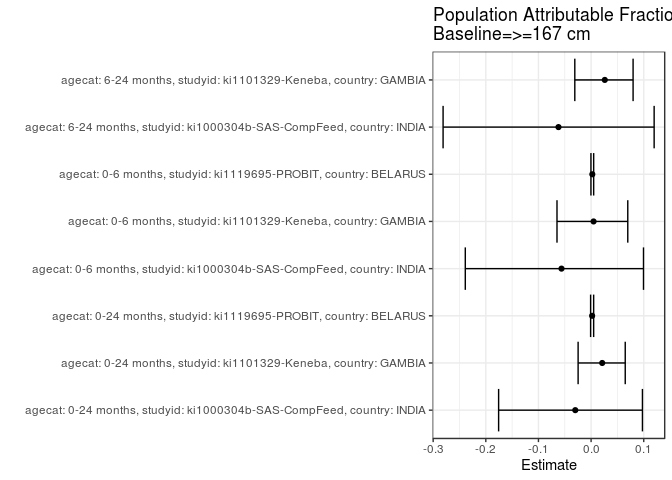 Population Attributable Fractio
Baseline=>=167 cm
agecat: 6-24 months, studyid: ki1101329-Keneba, country: GAMBIA
agecat: 6-24 months, studyid: ki1000304b-SAS-CompFeed, country: INDIA
agecat: 0-6 months, studyid: ki1119695-PROBIT, country: BELARUS
agecat: 0-6 months, studyid: ki1101329-Keneba, country: GAMBIA
agecat: 0-6 months, studyid: ki1000304b-SAS-CompFeed, country: INDIA
agecat: 0-24 months, studyid: ki1119695-PROBIT, country: BELARUS
agecat: 0-24 months, studyid: ki1101329-Keneba, country: GAMBIA
agecat: 0-24 months, studyid: ki1000304b-SAS-CompFeed, country: INDIA
-0.3 -0.2 -0.1 0.0 0.1
Estimate